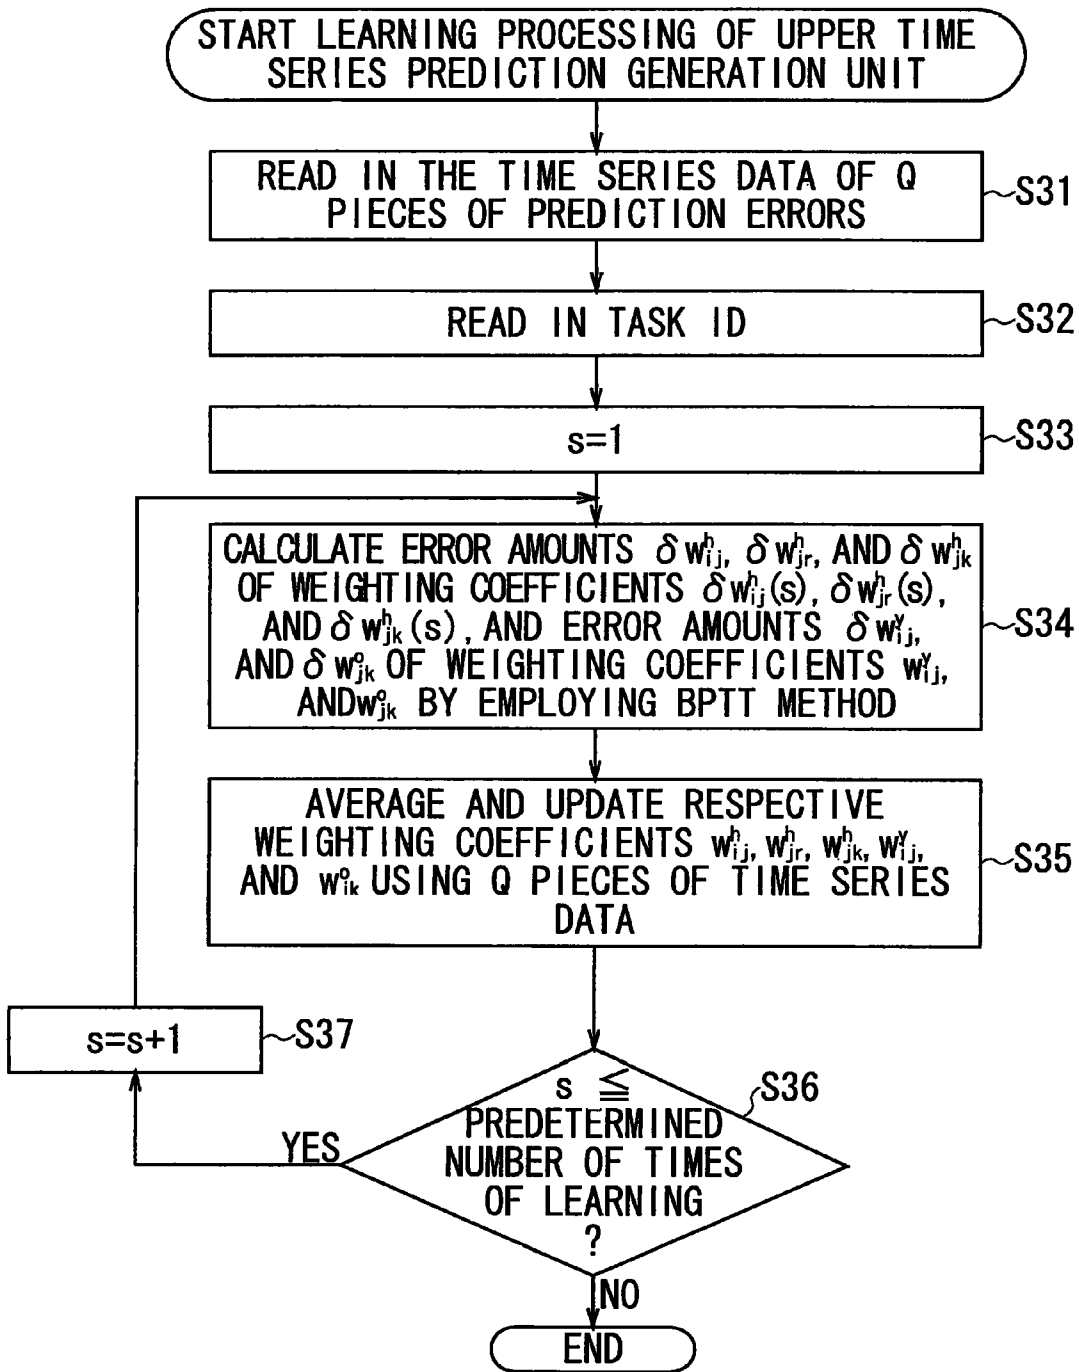 START LEARNING PROCESSING OF UPPER TIME
SERIES PREDICTION GENERATION UNIT
READ IN THE TIME SERIES DATA OF Q
PIECES OF PREDICTION ERRORS
S31
READ IN TASK ID
S32
s=1
S33
CALCULATE ERROR AMOUNTS δw^h_ij, δw^h_jr, AND δw^h_jk
OF WEIGHTING COEFFICIENTS δw^h_ij(s), δw^h_jr(s),
AND δw^h_jk(s), AND ERROR AMOUNTS δw^y_ij,
AND δw^o_jk OF WEIGHTING COEFFICIENTS w^y_ij,
ANDw^o_jk BY EMPLOYING BPTT METHOD
S34
AVERAGE AND UPDATE RESPECTIVE
WEIGHTING COEFFICIENTS w^h_ij, w^h_jr, w^h_jk, w^y_ij,
AND w^o_ik USING Q PIECES OF TIME SERIES
DATA
S35
s=s+1
S37
s ≦
PREDETERMINED
NUMBER OF TIMES
OF LEARNING
?
S36
YES
NO
END